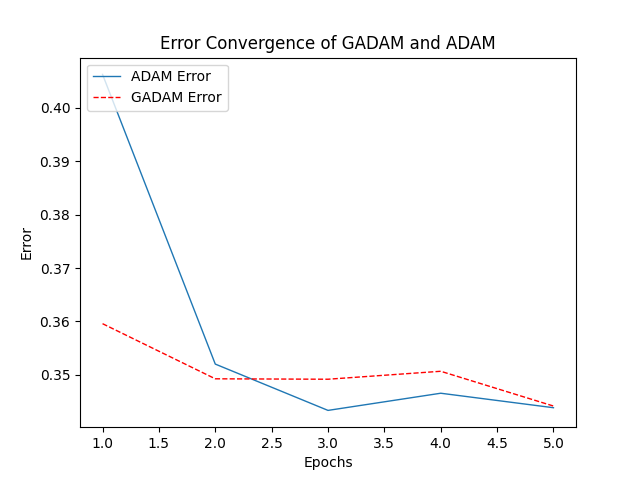 Error Convergence of GADAM and ADAM
ADAM Error
GADAM Error
0.40
0.39
0.38
0.37
0.36
0.35
Error
1.0 1.5 2.0 2.5 3.0 3.5 4.0 4.5 5.0
Epochs